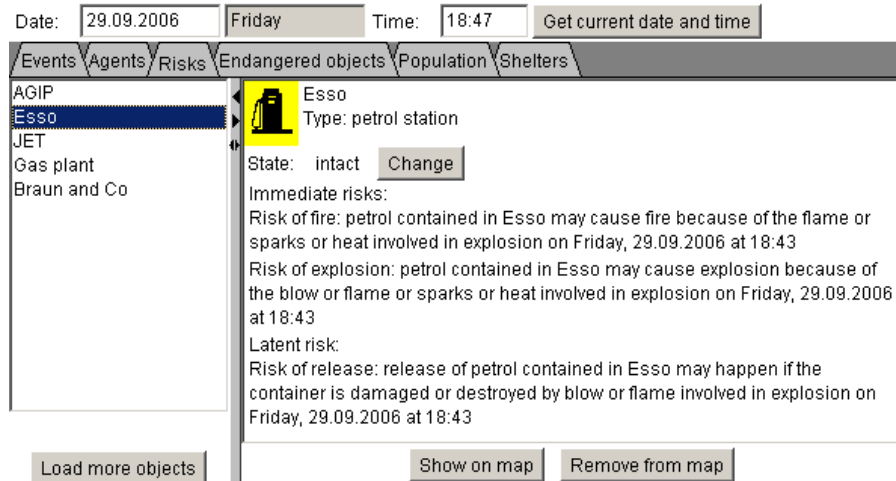 Date: 29.09.2006 Friday Time: 18:47 Get current date and time
Events Agents Risks Endangered objects Population Shelters
AGIP
Esso
JET
Gas plant
Braun and Co
Esso
Type: petrol station
State: intact Change
Immediate risks:
Risk of fire: petrol contained in Esso may cause fire because of the flame or
sparks or heat involved in explosion on Friday, 29.09.2006 at 18:43
Risk of explosion: petrol contained in Esso may cause explosion because of
the blow or flame or sparks or heat involved in explosion on Friday, 29.09.2006
at 18:43
Latent risk:
Risk of release: release of petrol contained in Esso may happen if the
container is damaged or destroyed by blow or flame involved in explosion on
Friday, 29.09.2006 at 18:43
Load more objects Show on map Remove from map